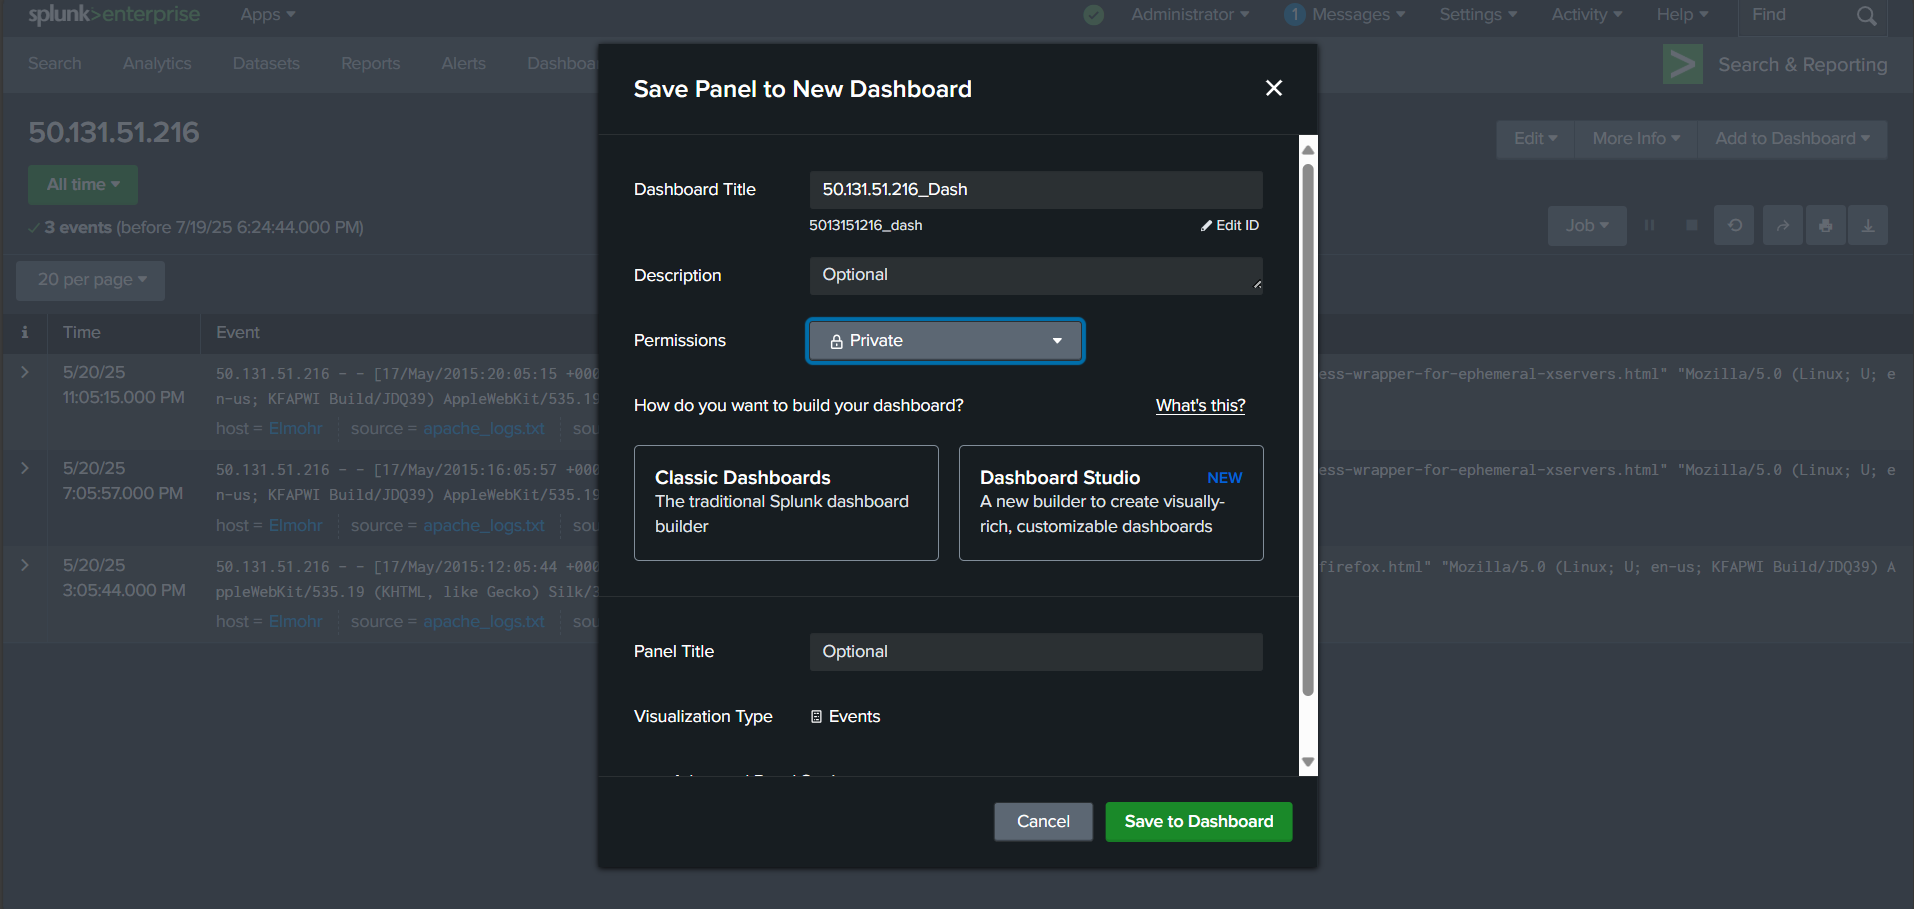 splunk>enterprise Apps Administrator 1 Messages Settings Activity Help Find
Search Analytics Datasets Reports Alerts Dashboa Search & Reporting
Save Panel to New Dashboard
50.131.51.216
Edit More Info Add to Dashboard
All time
3 events (before 7/19/25 6:24:44.000 PM)
Job
20 per page
i Time Event
5/20/25
11:05:15.000 PM
50.131.51.216 - - [17/May/2015:20:05:15 +000 ess-wrapper-for-ephemeral-xservers.html" "Mozilla/5.0 (Linux; U; e
n-us; KFAPWI Build/JDQ39) AppleWebKit/535.19
host = Elmohr source = apache_logs.txt sou
5/20/25
7:05:57.000 PM
50.131.51.216 - - [17/May/2015:16:05:57 +000 ess-wrapper-for-ephemeral-xservers.html" "Mozilla/5.0 (Linux; U; e
n-us; KFAPWI Build/JDQ39) AppleWebKit/535.19
host = Elmohr source = apache_logs.txt sou
5/20/25
3:05:44.000 PM
50.131.51.216 - - [17/May/2015:12:05:44 +000 firefox.html" "Mozilla/5.0 (Linux; U; en-us; KFAPWI Build/JDQ39) A
ppleWebKit/535.19 (KHTML, like Gecko) Silk/3
host = Elmohr source = apache_logs.txt sou
Dashboard Title 50.131.51.216_Dash
5013151216_dash Edit ID
Description Optional
Permissions Private
How do you want to build your dashboard? What's this?
Classic Dashboards
The traditional Splunk dashboard
builder
Dashboard Studio NEW
A new builder to create visually-
rich, customizable dashboards
Panel Title Optional
Visualization Type Events
Cancel Save to Dashboard